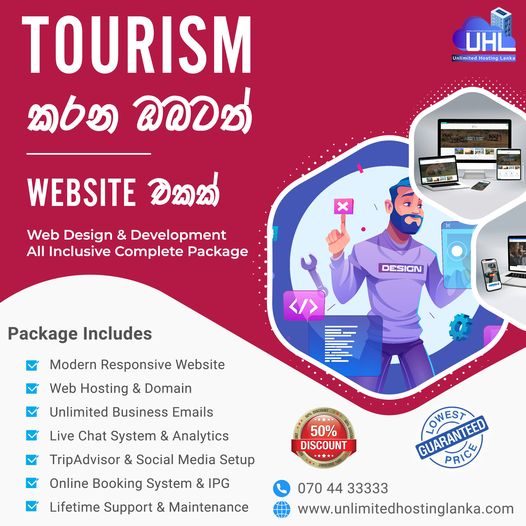 TOURISM
කරන ඔබටත්
WEBSITE එකක්
Web Design & Development
All Inclusive Complete Package
UHL
Unlimited Hosting Lanka
DESIGN
</>
Package Includes
Modern Responsive Website
Web Hosting & Domain
Unlimited Business Emails
Live Chat System & Analytics
TripAdvisor & Social Media Setup
Online Booking System & IPG
Lifetime Support & Maintenance
50%
DISCOUNT
LOWEST
GUARANTEED
PRICE
070 44 33333
www.unlimitedhostinglanka.com